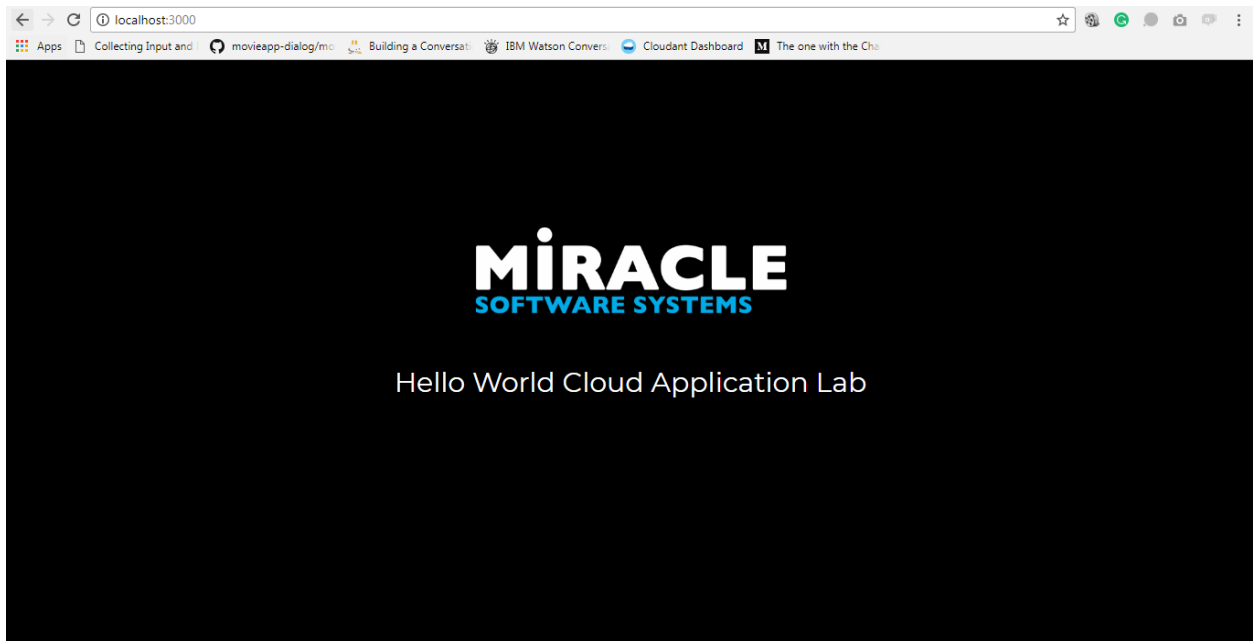 localhost:3000
Apps Collecting Input and movieapp-dialog/mo Building a Conversati IBM Watson Convers Cloudant Dashboard M The one with the Cha
MiRACLE
SOFTWARE SYSTEMS
Hello World Cloud Application Lab